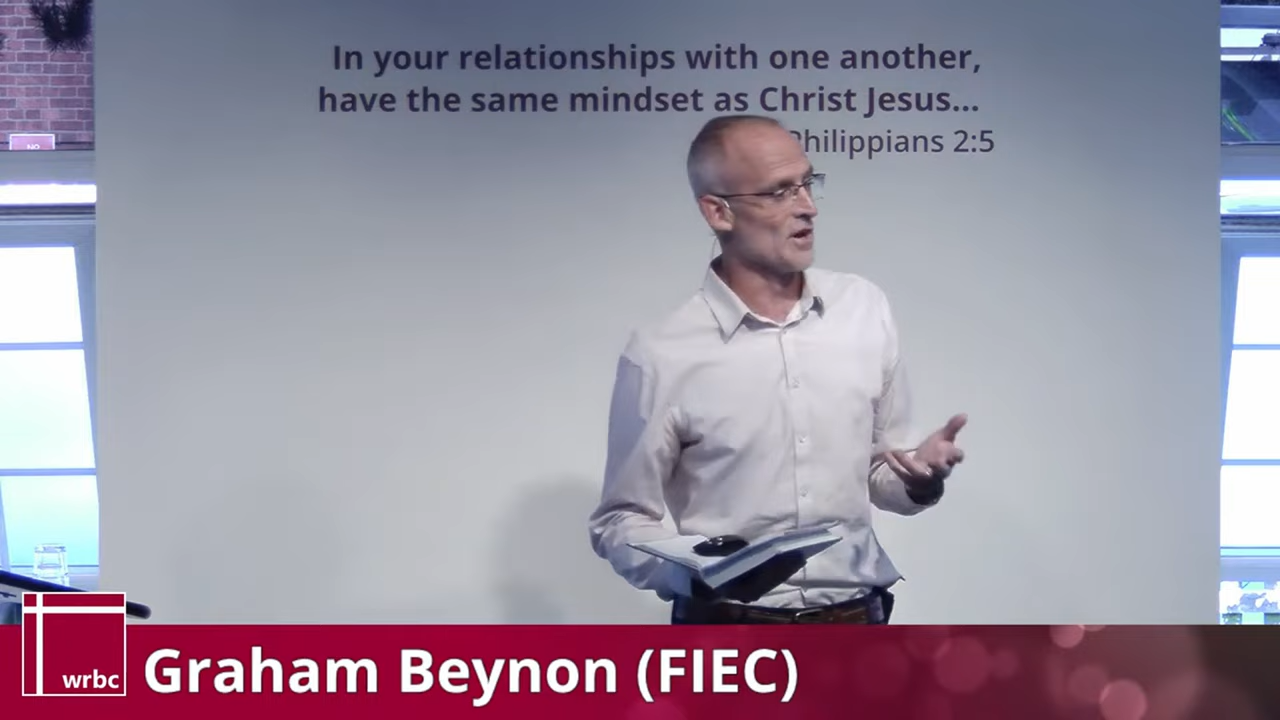 In your relationships with one another,
have the same mindset as Christ Jesus...
Philippians 2:5
NO
wrbc
Graham Beynon (FIEC)